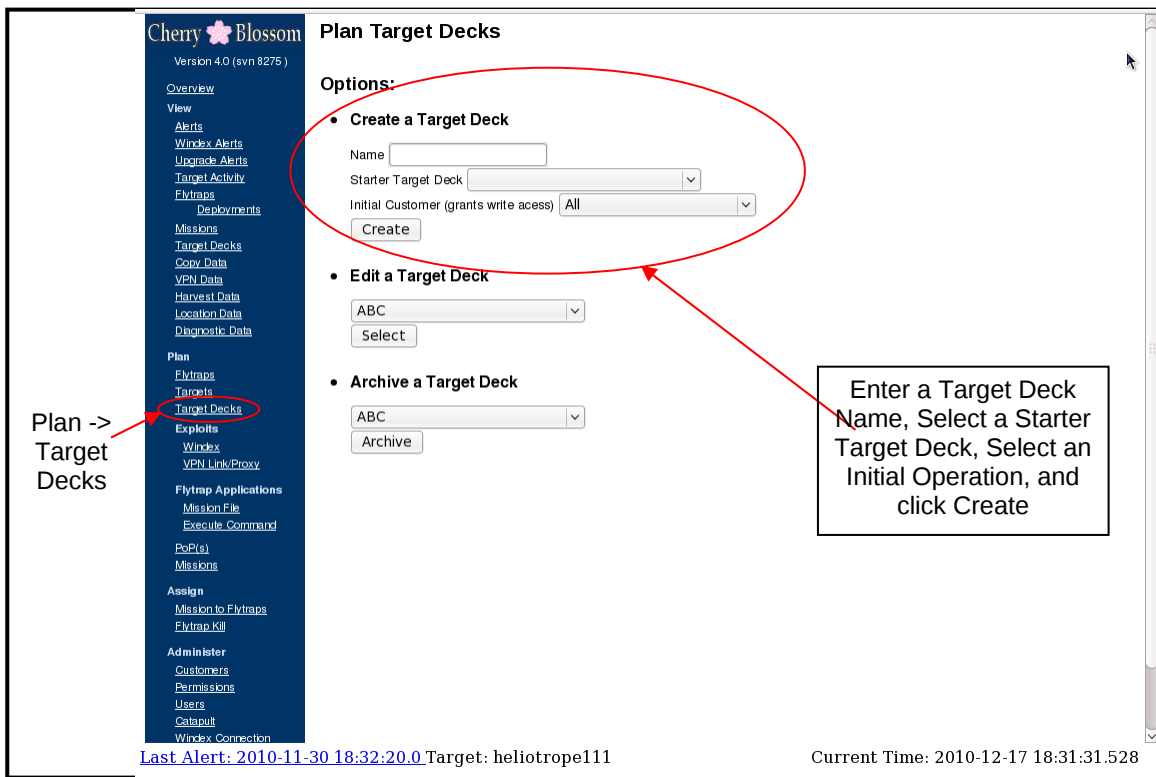 Cherry Blossom
Version 4.0 (svn 8275 )
Overview
View
Alerts
Windex Alerts
Upgrade Alerts
Target Activity
Flytraps
Deployments
Missions
Target Decks
Copy Data
VPN Data
Harvest Data
Location Data
Diagnostic Data
Plan
Flytraps
Targets
Target Decks
Exploits
Windex
VPN Link/Proxy
Flytrap Applications
Mission File
Execute Command
PoP(s)
Missions
Assign
Mission to Flytraps
Flytrap Kill
Administer
Customers
Permissions
Users
Catapult
Windex Connection
Plan ->
Target
Decks
Plan Target Decks
Options:
Create a Target Deck
Name
Starter Target Deck
Initial Customer (grants write acess) All
Create
Edit a Target Deck
ABC
Select
Archive a Target Deck
ABC
Archive
Enter a Target Deck
Name, Select a Starter
Target Deck, Select an
Initial Operation, and
click Create
Last Alert: 2010-11-30 18:32:20.0 Target: heliotrope111
Current Time: 2010-12-17 18:31:31.528